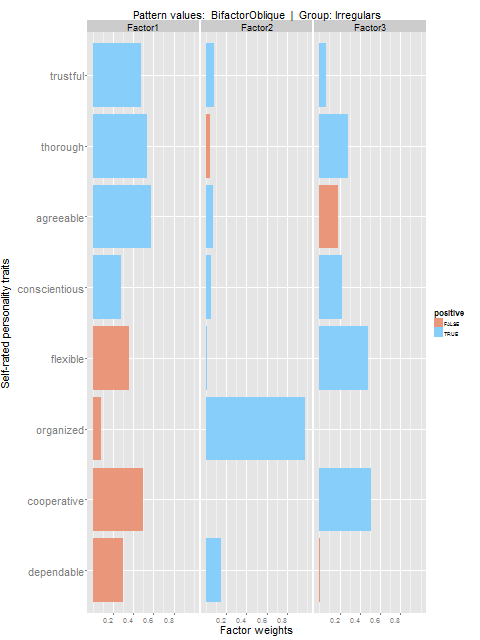 Pattern values: BifactorOblique | Group: Irregulars
Factor1 Factor2 Factor3
trustful
thorough
agreeable
conscientious
flexible
organized
cooperative
dependable
Self-rated personality traits
0.2 0.4 0.6 0.8 0.2 0.4 0.6 0.8 0.2 0.4 0.6 0.8
Factor weights
positive
FALSE
TRUE